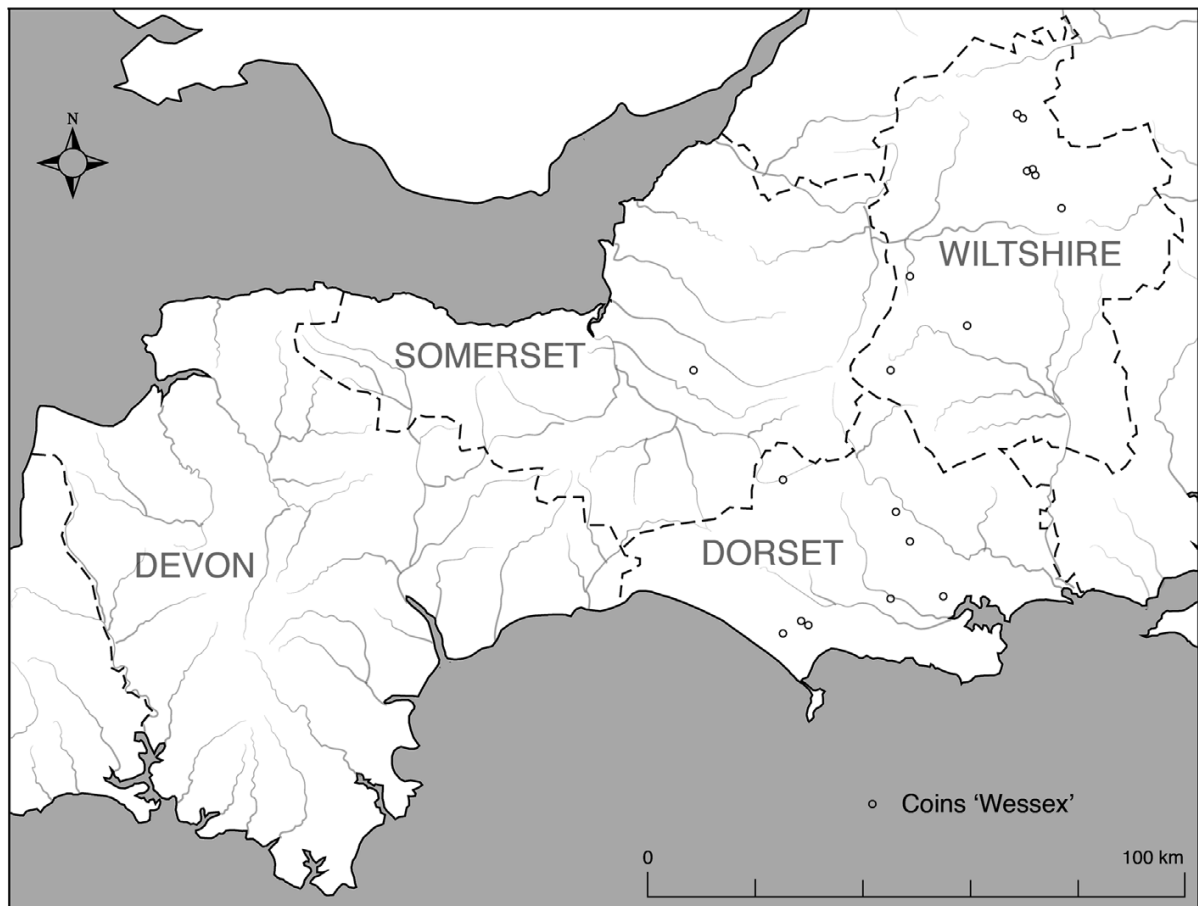 N
WILTSHIRE
SOMERSET
DORSET
DEVON
Coins ‘Wessex’
0 100 km